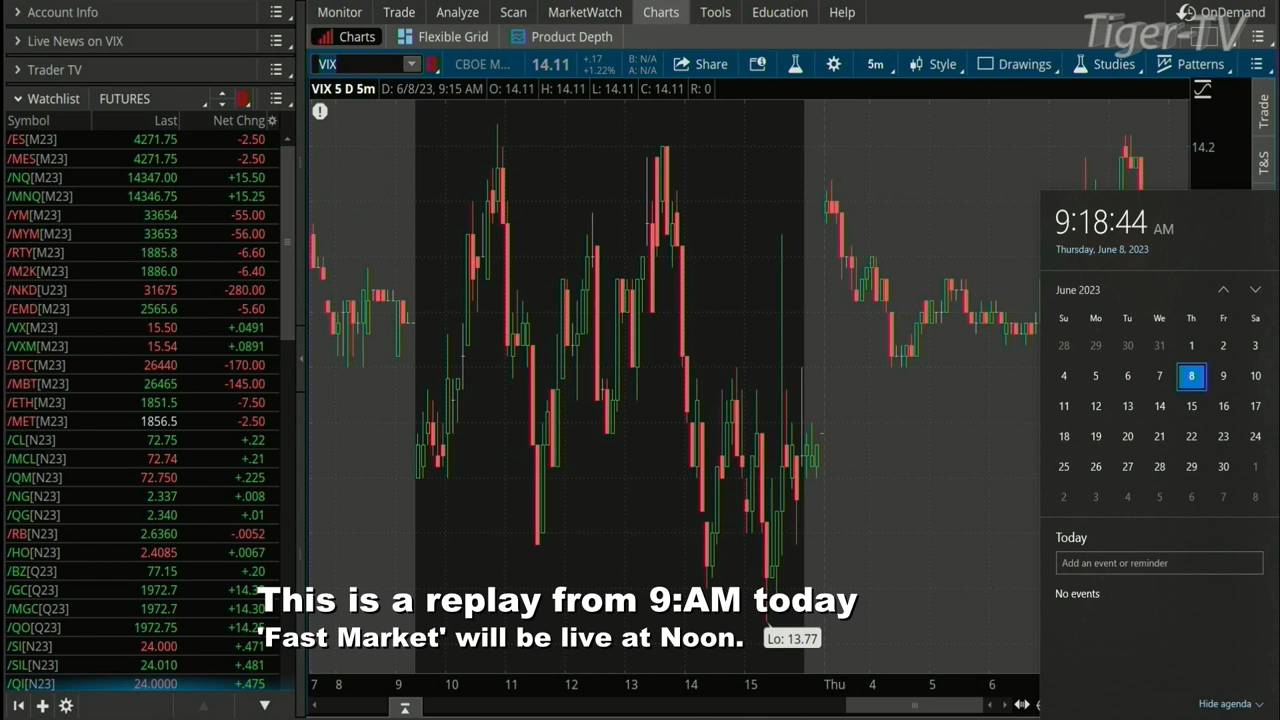 Account Info
Live News on VIX
Trader TV
Watchlist FUTURES
Symbol Last Net Chng
/ES[M23] 4271.75 -2.50
/MES[M23] 4271.75 -2.50
/NQ[M23] 14347.00 +15.50
/MNQ[M23] 14346.75 +15.25
/YM[M23] 33654 -55.00
/MYM[M23] 33653 -56.00
/RTY[M23] 1885.8 -6.60
/M2K[M23] 1886.0 -6.40
/NKD[U23] 31675 -280.00
/EMD[M23] 2565.6 -5.60
/VX[M23] 15.50 +.0491
/VXM[M23] 15.54 +.0891
/BTC[M23] 26440 -170.00
/MBT[M23] 26465 -145.00
/ETH[M23] 1851.5 -7.50
/MET[M23] 1856.5 -2.50
/CL[N23] 72.75 +.22
/MCL[N23] 72.74 +.21
/QM[N23] 72.750 +.225
/NG[N23] 2.337 +.008
/QG[N23] 2.340 +.01
/RB[N23] 2.6360 -.0052
/HO[N23] 2.4085 +.0067
/BZ[Q23] 77.15 +.20
/GC[Q23] 1972.7
/MGC[Q23] 1972.7
/QO[Q23] 1972.75
/SI[N23] 24.000 +.471
/SIL[N23] 24.010 +.481
/QI[N23] 24.0000 +.475
Monitor Trade Analyze Scan MarketWatch Charts Tools Education Help
OnDemand
Tiger-TV
Charts Flexible Grid Product Depth
VIX CBOE M... 14.11 +.17 B: N/A
+1.22% A: N/A
Share 5m Style Drawings Studies Patterns
VIX 5 D 5m D: 6/8/23, 9:15 AM O: 14.11 H: 14.11 L: 14.11 C: 14.11 R: 0
14.2
Trade
T&S
Lo: 13.77
7 8 9 10 11 12 13 14 15 Thu 4 5 6
9:18:44 AM
Thursday, June 8, 2023
June 2023
Su Mo Tu We Th Fr Sa
28 29 30 31 1 2 3
4 5 6 7 8 9 10
11 12 13 14 15 16 17
18 19 20 21 22 23 24
25 26 27 28 29 30 1
2 3 4 5 6 7 8
Today
Add an event or reminder
No events
Hide agenda
This is a replay from 9:AM today
'Fast Market' will be live at Noon.